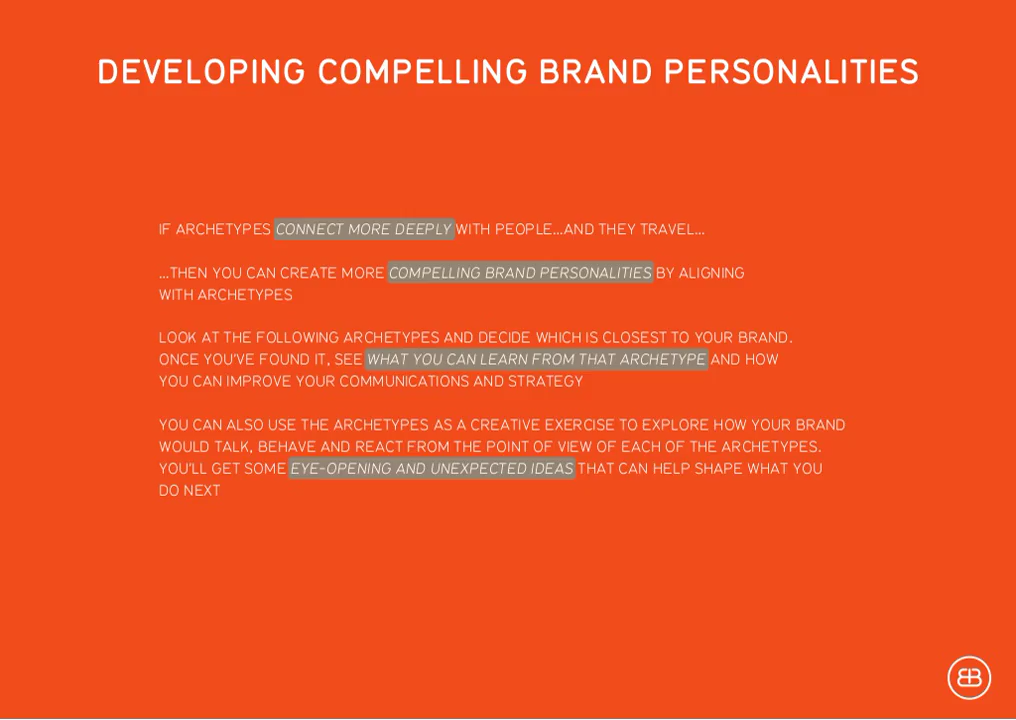 DEVELOPING COMPELLING BRAND PERSONALITIES
IF ARCHETYPES CONNECT MORE DEEPLY WITH PEOPLE...AND THEY TRAVEL...
...THEN YOU CAN CREATE MORE COMPELLING BRAND PERSONALITIES BY ALIGNING
WITH ARCHETYPES
LOOK AT THE FOLLOWING ARCHETYPES AND DECIDE WHICH IS CLOSEST TO YOUR BRAND.
ONCE YOU'VE FOUND IT, SEE WHAT YOU CAN LEARN FROM THAT ARCHETYPE AND HOW
YOU CAN IMPROVE YOUR COMMUNICATIONS AND STRATEGY
YOU CAN ALSO USE THE ARCHETYPES AS A CREATIVE EXERCISE TO EXPLORE HOW YOUR BRAND
WOULD TALK, BEHAVE AND REACT FROM THE POINT OF VIEW OF EACH OF THE ARCHETYPES.
YOU'LL GET SOME EYE-OPENING AND UNEXPECTED IDEAS THAT CAN HELP SHAPE WHAT YOU
DO NEXT